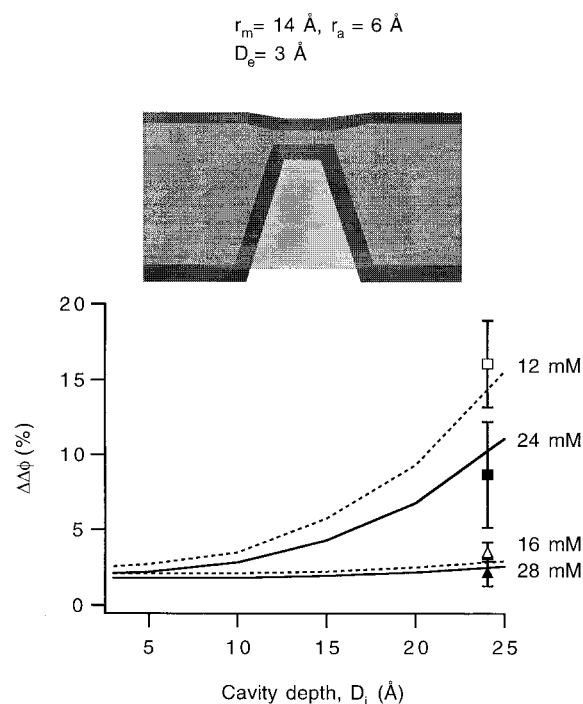 r_m= 14 Å, r_a = 6 Å
D_e= 3 Å
20
15
10
5
0
ΔΔϕ (%)
12 mM
24 mM
16 mM
28 mM
5
10
15
20
25
Cavity depth, D_i (Å)